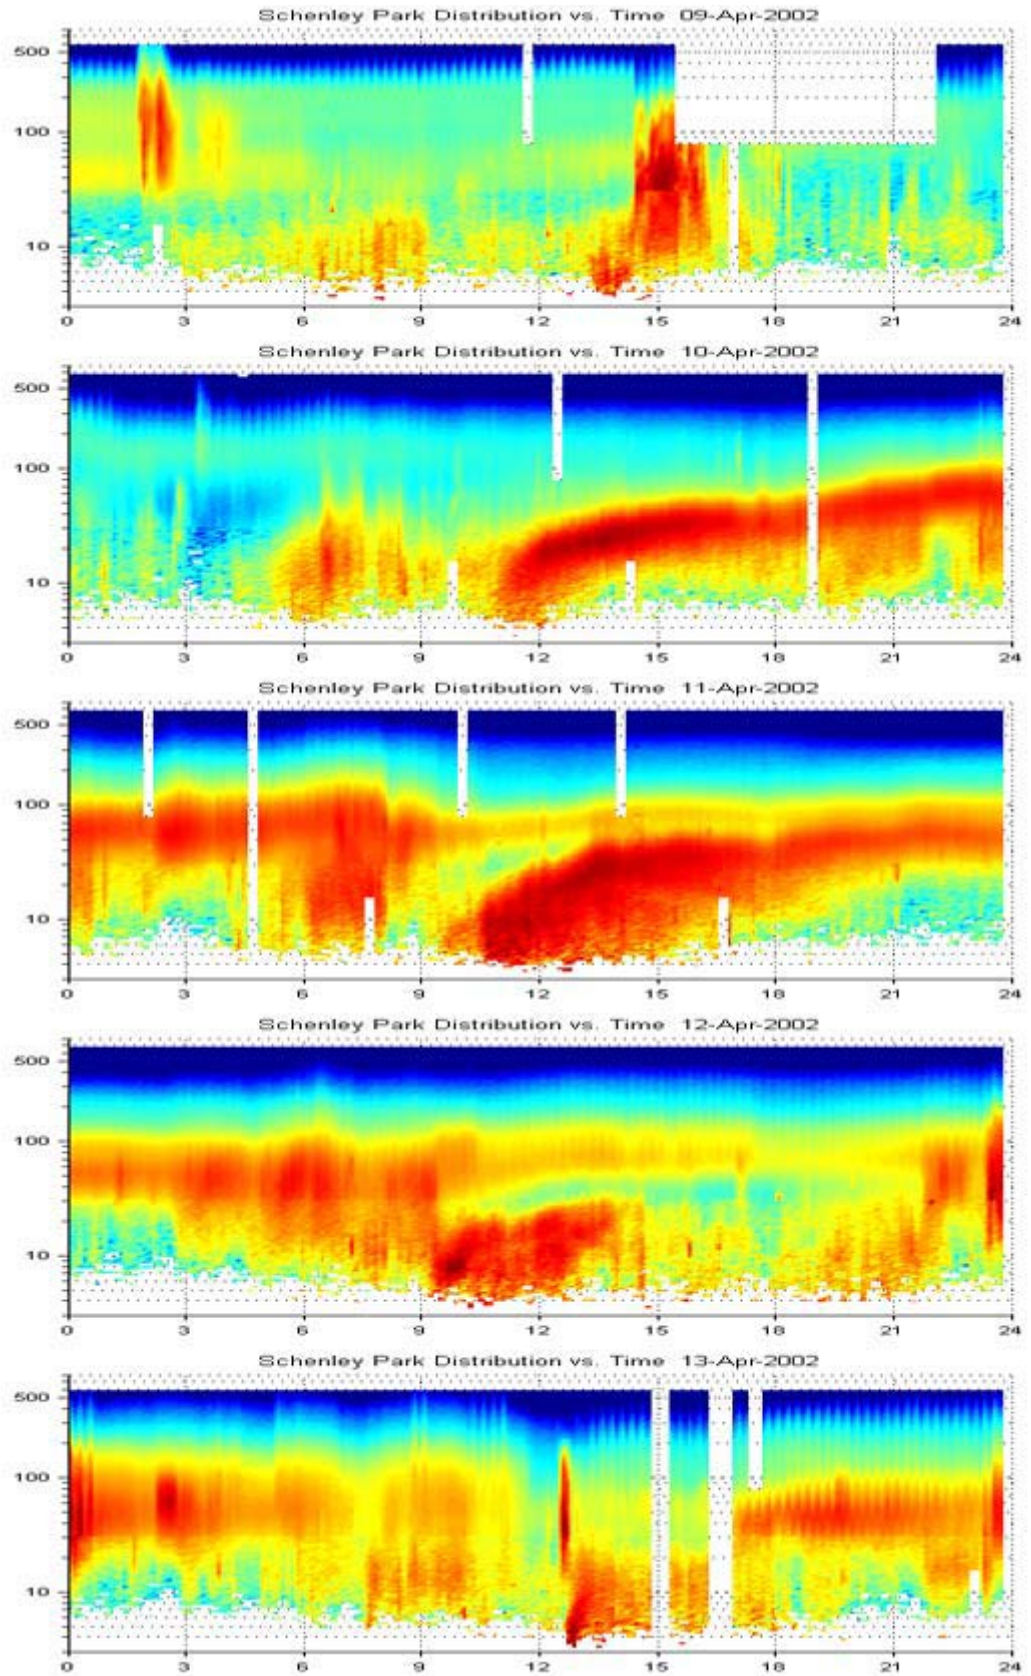 Schenley Park Distribution vs. Time 09-Apr-2002
500
100
10
0 3 6 9 12 15 18 21 24
Schenley Park Distribution vs. Time 10-Apr-2002
500
100
10
0 3 6 9 12 15 18 21 24
Schenley Park Distribution vs. Time 11-Apr-2002
500
100
10
0 3 6 9 12 15 18 21 24
Schenley Park Distribution vs. Time 12-Apr-2002
500
100
10
0 3 6 9 12 15 18 21 24
Schenley Park Distribution vs. Time 13-Apr-2002
500
100
10
0 3 6 9 12 15 18 21 24